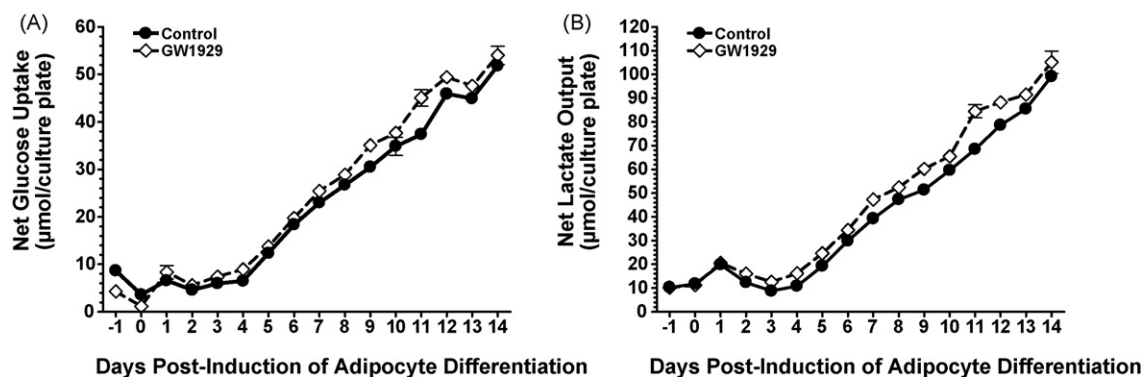 (A)
Net Glucose Uptake
(μmol/culture plate)
60
50
40
30
20
10
0
Control
GW1929
-1 0 1 2 3 4 5 6 7 8 9 10 11 12 13 14
Days Post-Induction of Adipocyte Differentiation
(B)
Net Lactate Output
(μmol/culture plate)
120
110
100
90
80
70
60
50
40
30
20
10
0
Control
GW1929
-1 0 1 2 3 4 5 6 7 8 9 10 11 12 13 14
Days Post-Induction of Adipocyte Differentiation